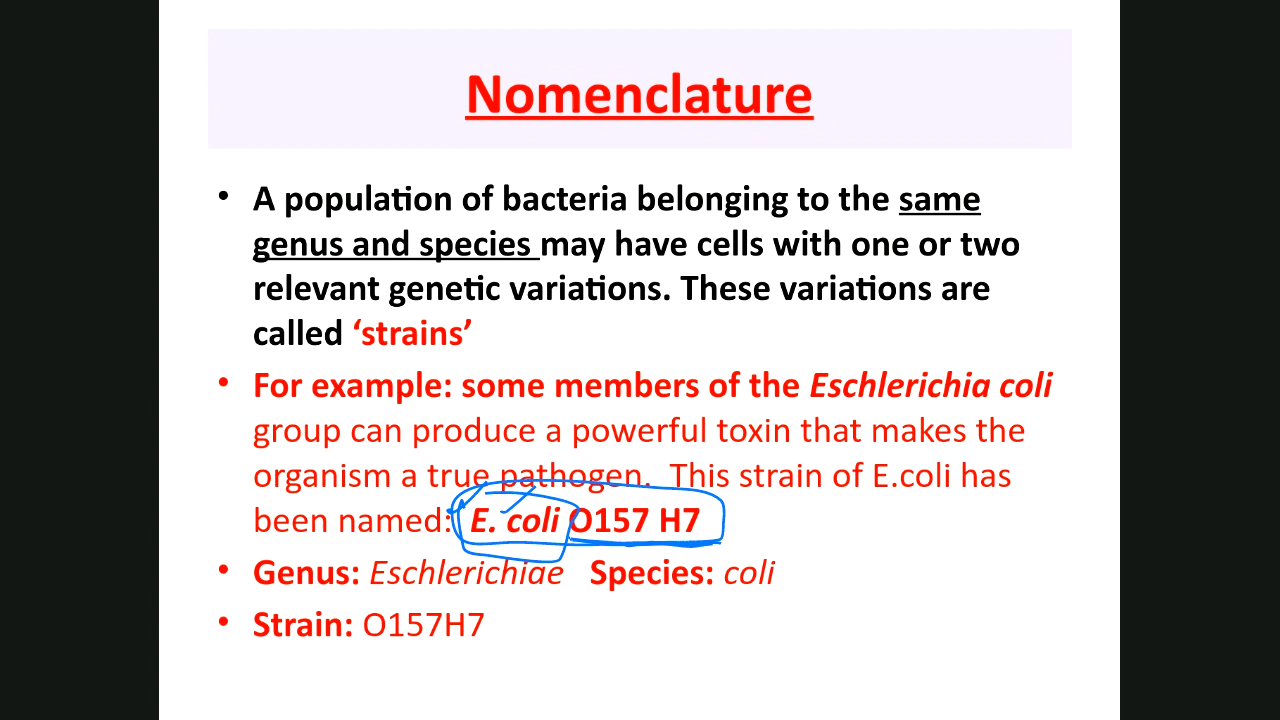 Nomenclature
• A population of bacteria belonging to the same
genus and species may have cells with one or two
relevant genetic variations. These variations are
called ‘strains’
• For example: some members of the Eschlerichia coli
group can produce a powerful toxin that makes the
organism a true pathogen. This strain of E.coli has
been named: E. coli O157 H7
• Genus: Eschlerichiae Species: coli
• Strain: O157H7